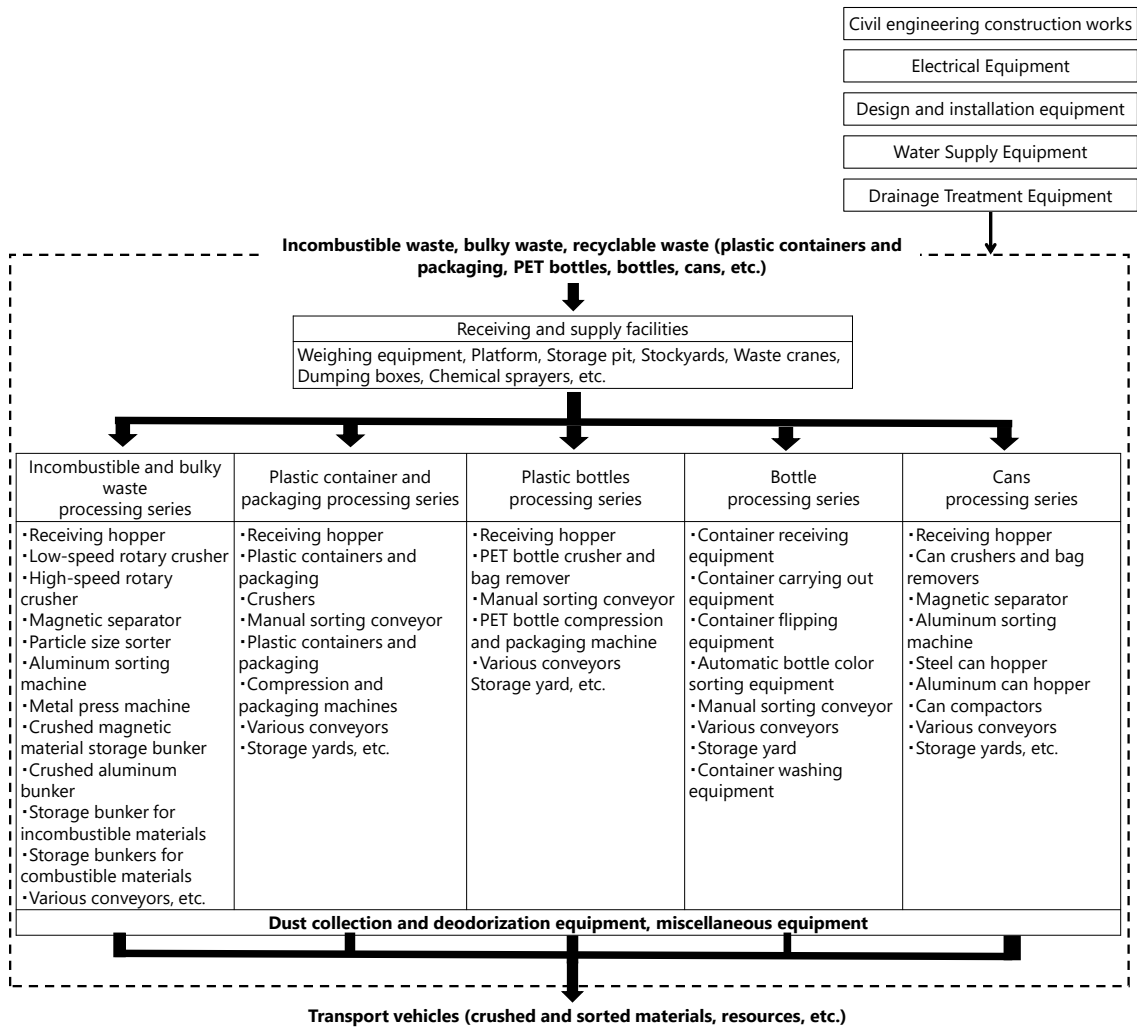 Civil engineering construction works
Electrical Equipment
Design and installation equipment
Water Supply Equipment
Drainage Treatment Equipment
Incombustible waste, bulky waste, recyclable waste (plastic containers and
packaging, PET bottles, bottles, cans, etc.)
Receiving and supply facilities
Weighing equipment, Platform, Storage pit, Stockyards, Waste cranes,
Dumping boxes, Chemical sprayers, etc.
Incombustible and bulky
waste
processing series
・Receiving hopper
・Low-speed rotary crusher
・High-speed rotary
crusher
・Magnetic separator
・Particle size sorter
・Aluminum sorting
machine
・Metal press machine
・Crushed magnetic
material storage bunker
・Crushed aluminum
bunker
・Storage bunker for
incombustible materials
・Storage bunkers for
combustible materials
・Various conveyors, etc.
Plastic container and
packaging processing series
・Receiving hopper
・Plastic containers and
packaging
・Crushers
・Manual sorting conveyor
・Plastic containers and
packaging
・Compression and
packaging machines
・Various conveyors
・Storage yards, etc.
Plastic bottles
processing series
・Receiving hopper
・PET bottle crusher and
bag remover
・Manual sorting conveyor
・PET bottle compression
and packaging machine
・Various conveyors
Storage yard, etc.
Bottle
processing series
・Container receiving
equipment
・Container carrying out
equipment
・Container flipping
equipment
・Automatic bottle color
sorting equipment
・Manual sorting conveyor
・Various conveyors
・Storage yard
・Container washing
equipment
Cans
processing series
・Receiving hopper
・Can crushers and bag
removers
・Magnetic separator
・Aluminum sorting
machine
・Steel can hopper
・Aluminum can hopper
・Can compactors
・Various conveyors
・Storage yards, etc.
Dust collection and deodorization equipment, miscellaneous equipment
Transport vehicles (crushed and sorted materials, resources, etc.)